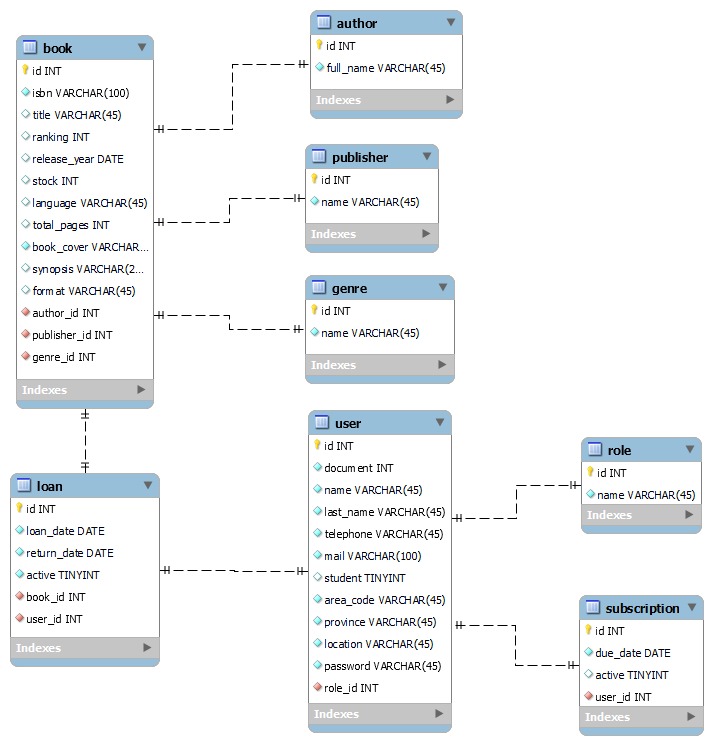 book
id INT
isbn VARCHAR(100)
title VARCHAR(45)
ranking INT
release_year DATE
stock INT
language VARCHAR(45)
total_pages INT
book_cover VARCHAR...
synopsis VARCHAR(2...
format VARCHAR(45)
author_id INT
publisher_id INT
genre_id INT
Indexes
author
id INT
full_name VARCHAR(45)
Indexes
publisher
id INT
name VARCHAR(45)
Indexes
genre
id INT
name VARCHAR(45)
Indexes
loan
id INT
loan_date DATE
return_date DATE
active TINYINT
book_id INT
user_id INT
Indexes
user
id INT
document INT
name VARCHAR(45)
last_name VARCHAR(45)
telephone VARCHAR(45)
mail VARCHAR(100)
student TINYINT
area_code VARCHAR(45)
province VARCHAR(45)
location VARCHAR(45)
password VARCHAR(45)
role_id INT
Indexes
role
id INT
name VARCHAR(45)
Indexes
subscription
id INT
due_date DATE
active TINYINT
user_id INT
Indexes